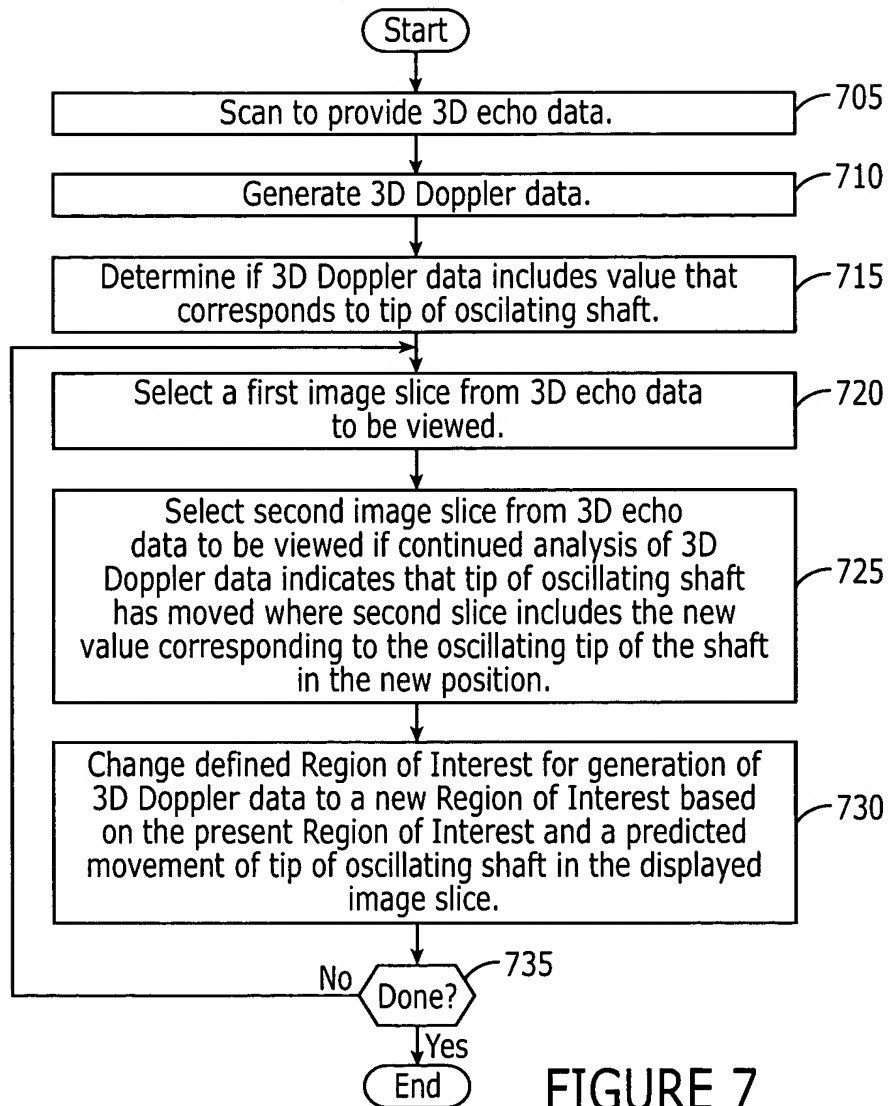 Start
Scan to provide 3D echo data.
705
Generate 3D Doppler data.
710
Determine if 3D Doppler data includes value that
corresponds to tip of oscilating shaft.
715
Select a first image slice from 3D echo data
to be viewed.
720
Select second image slice from 3D echo
data to be viewed if continued analysis of 3D
Doppler data indicates that tip of oscillating shaft
has moved where second slice includes the new
value corresponding to the oscillating tip of the shaft
in the new position.
725
Change defined Region of Interest for generation of
3D Doppler data to a new Region of Interest based
on the present Region of Interest and a predicted
movement of tip of oscillating shaft in the displayed
image slice.
730
No
Done?
735
Yes
End
FIGURE 7